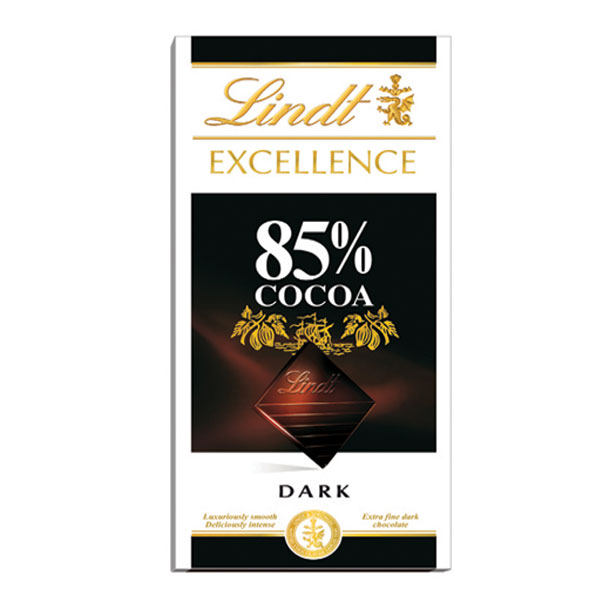 Lindt
EXCELLENCE
85%
COCOA
Lindt
DARK
Luxuriously smooth
Deliciously intense
Extra fine dark
chocolate